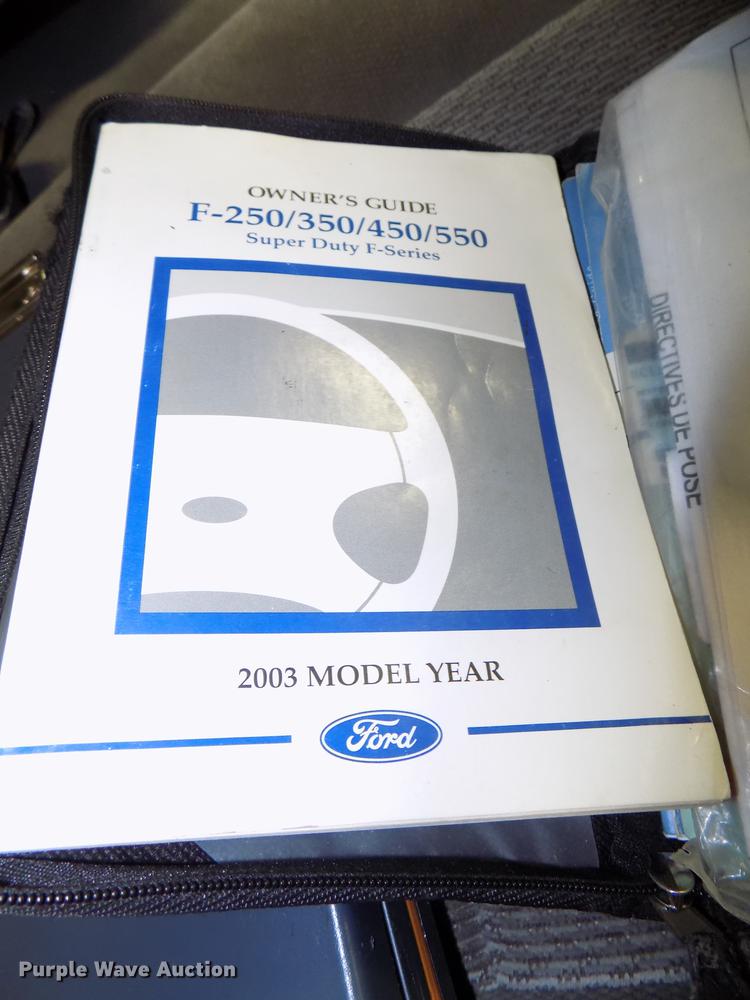 OWNER'S GUIDE
F-250/350/450/550
Super Duty F-Series
2003 MODEL YEAR
Ford
DIRECTIVES DE POSE
Purple Wave Auction